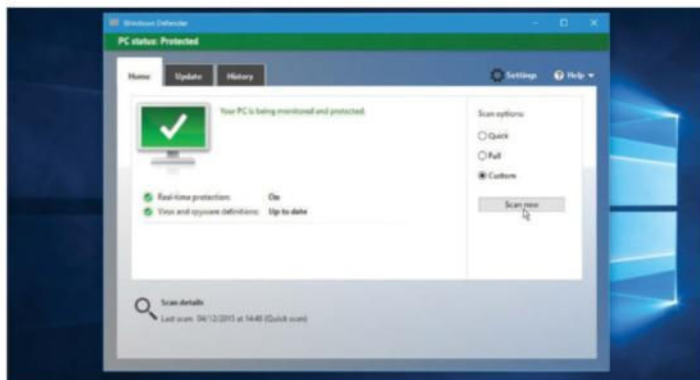 Windows Defender
PC status: Protected
Home Update History Settings Help
Your PC is being monitored and protected.
Scan options:
Quick
Full
Custom
Real-time protection: On
Virus and spyware definitions: Up to date
Scan now
Scan details
Last scan: 04/12/2015 at 14:48 (Quick scan)